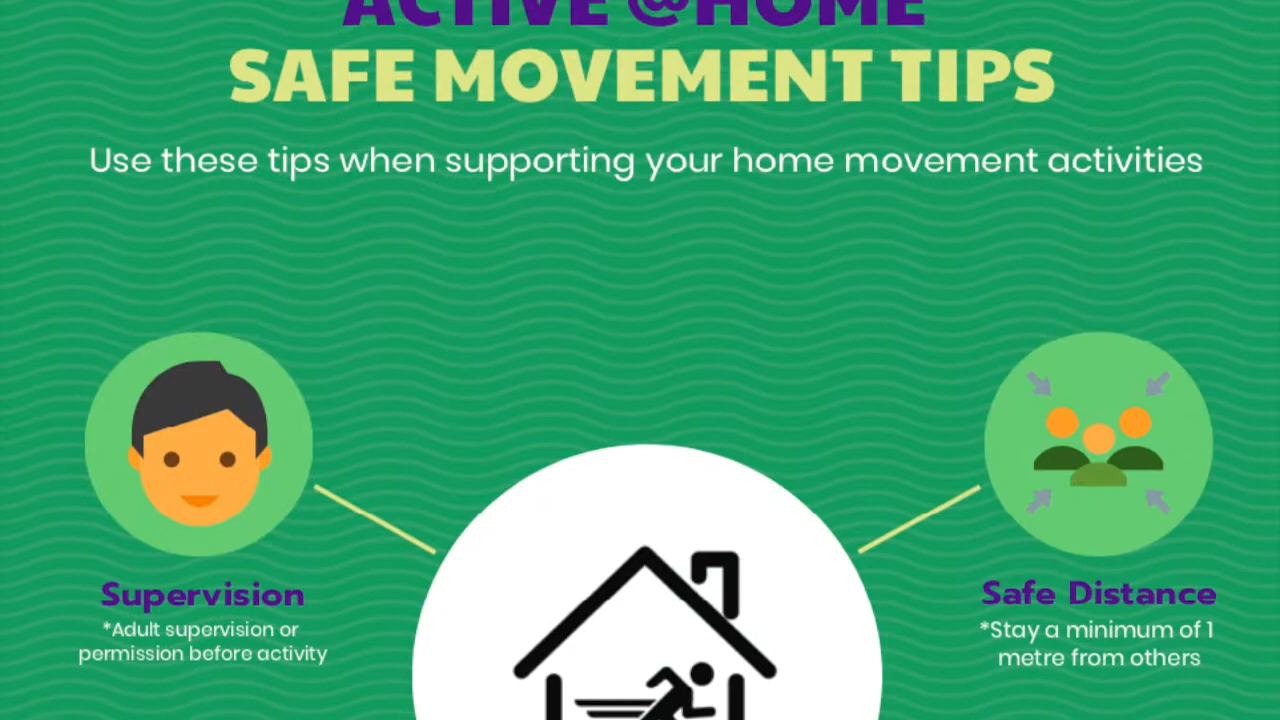 ACTIVE @HOME
SAFE MOVEMENT TIPS
Use these tips when supporting your home movement activities
Supervision
*Adult supervision or
permission before activity
Safe Distance
*Stay a minimum of 1
metre from others